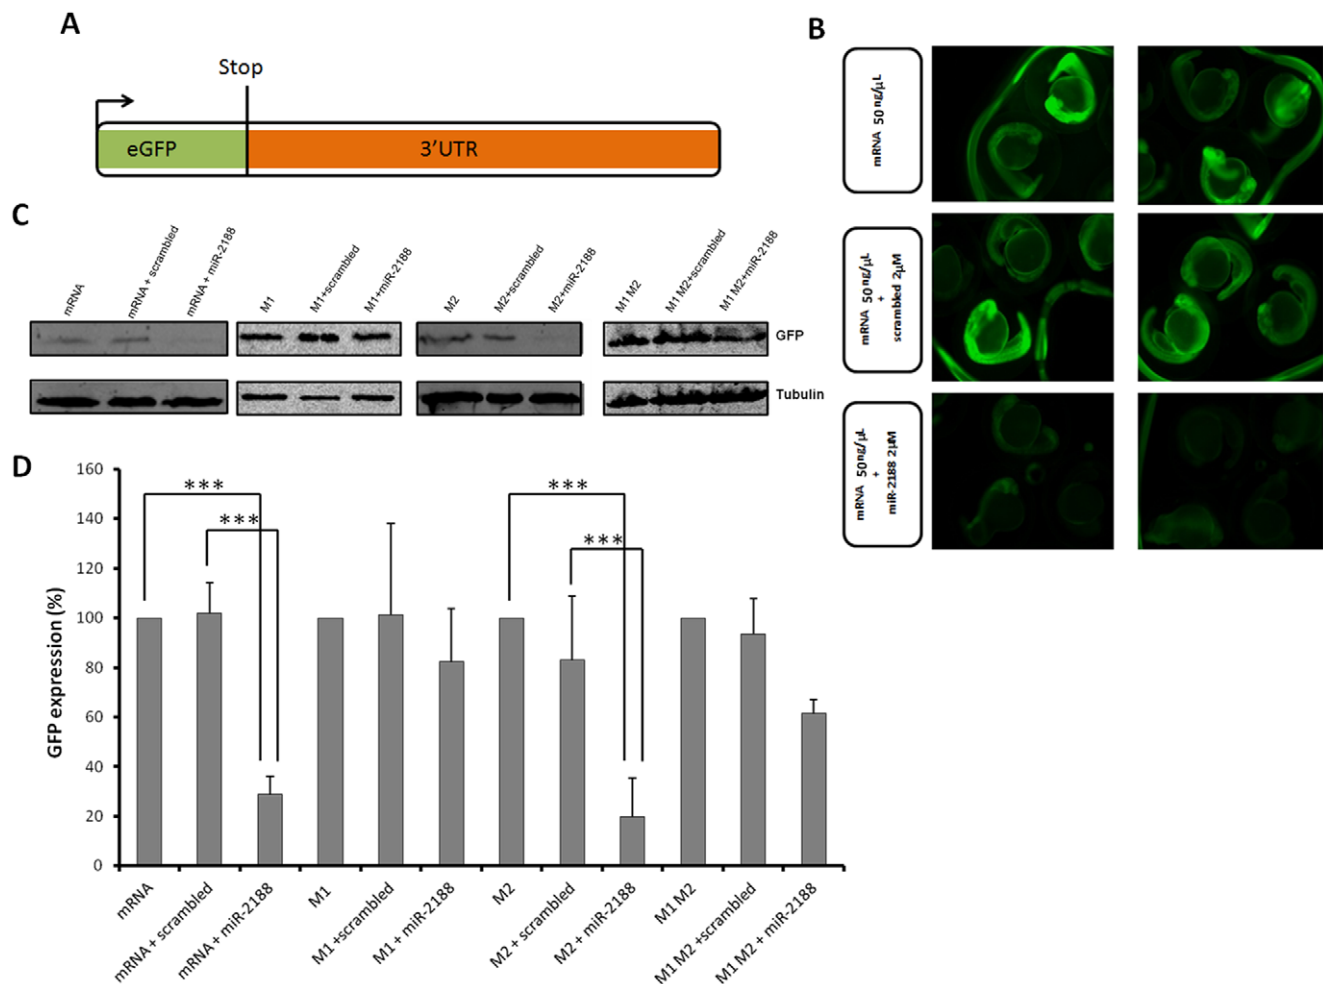 A
Stop
eGFP
3'UTR
B
mRNA 50 ng/µL
mRNA 50 ng/µL
+
scrambled 2µM
mRNA 50ng/µL
+
miR-2188 2µM
C
mRNA
mRNA + scrambled
mRNA + miR-2188
M1
M1+scrambled
M1+miR-2188
M2
M2+scrambled
M2+miR-2188
M1 M2
M1 M2+scrambled
M1 M2+miR-2188
GFP
Tubulin
D
GFP expression (%)
160
140
120
100
80
60
40
20
0
***
***
***
***
mRNA
mRNA + scrambled
mRNA + miR-2188
M1
M1 +scrambled
M1 + miR-2188
M2
M2 + scrambled
M2 + miR-2188
M1 M2
M1 M2 +scrambled
M1 M2 + miR-2188